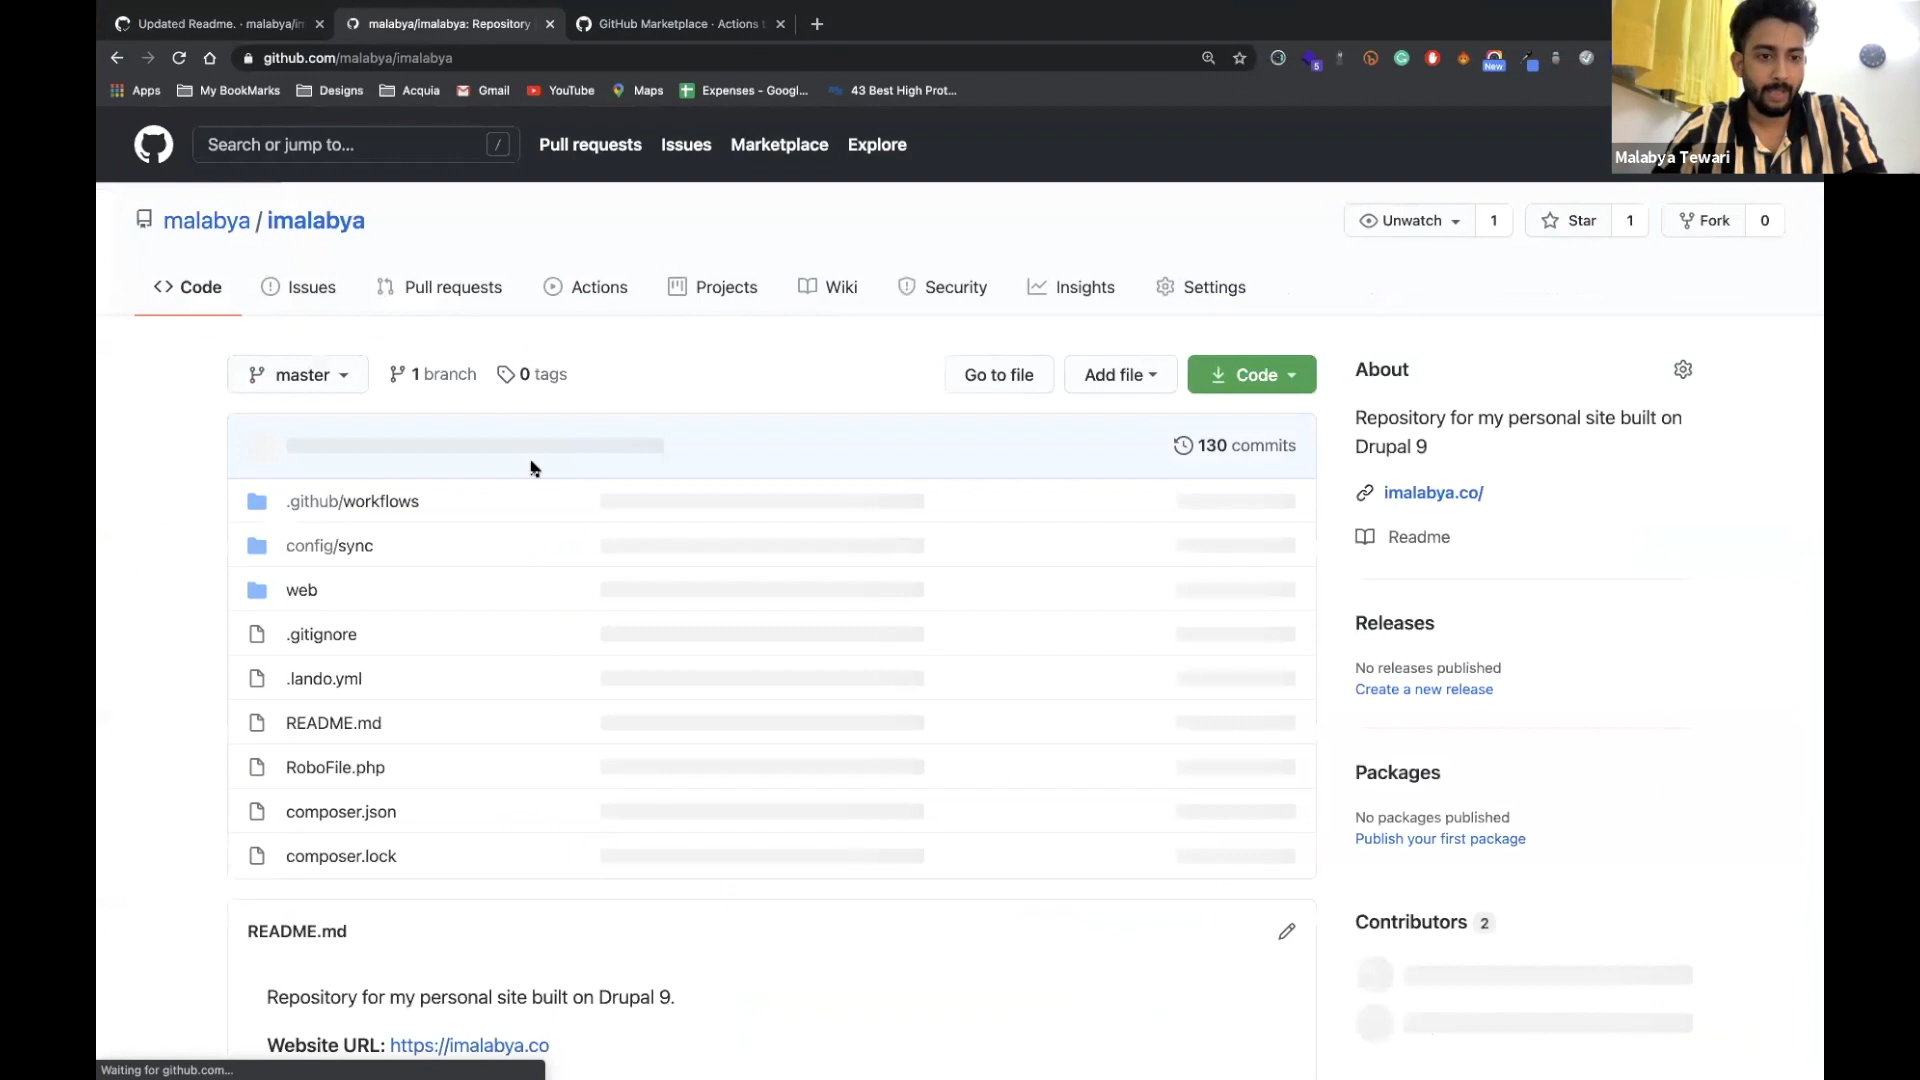 Updated Readme. · malabya/im
malabya/imalabya: Repository
GitHub Marketplace · Actions t
github.com/malabya/imalabya
5
New
Apps
My BooKMarks
Designs
Acquia
Gmail
YouTube
Maps
Expenses - Googl...
43 Best High Prot...
Search or jump to...
/
Pull requests
Issues
Marketplace
Explore
Malabya Tewari
malabya / imalabya
Unwatch
1
Star
1
Fork
0
Code
Issues
Pull requests
Actions
Projects
Wiki
Security
Insights
Settings
master
1 branch
0 tags
Go to file
Add file
Code
130 commits
.github/workflows
config/sync
web
.gitignore
.lando.yml
README.md
RoboFile.php
composer.json
composer.lock
About
Repository for my personal site built on
Drupal 9
imalabya.co/
Readme
Releases
No releases published
Create a new release
Packages
No packages published
Publish your first package
Contributors 2
README.md
Repository for my personal site built on Drupal 9.
Website URL: https://imalabya.co
Waiting for github.com...